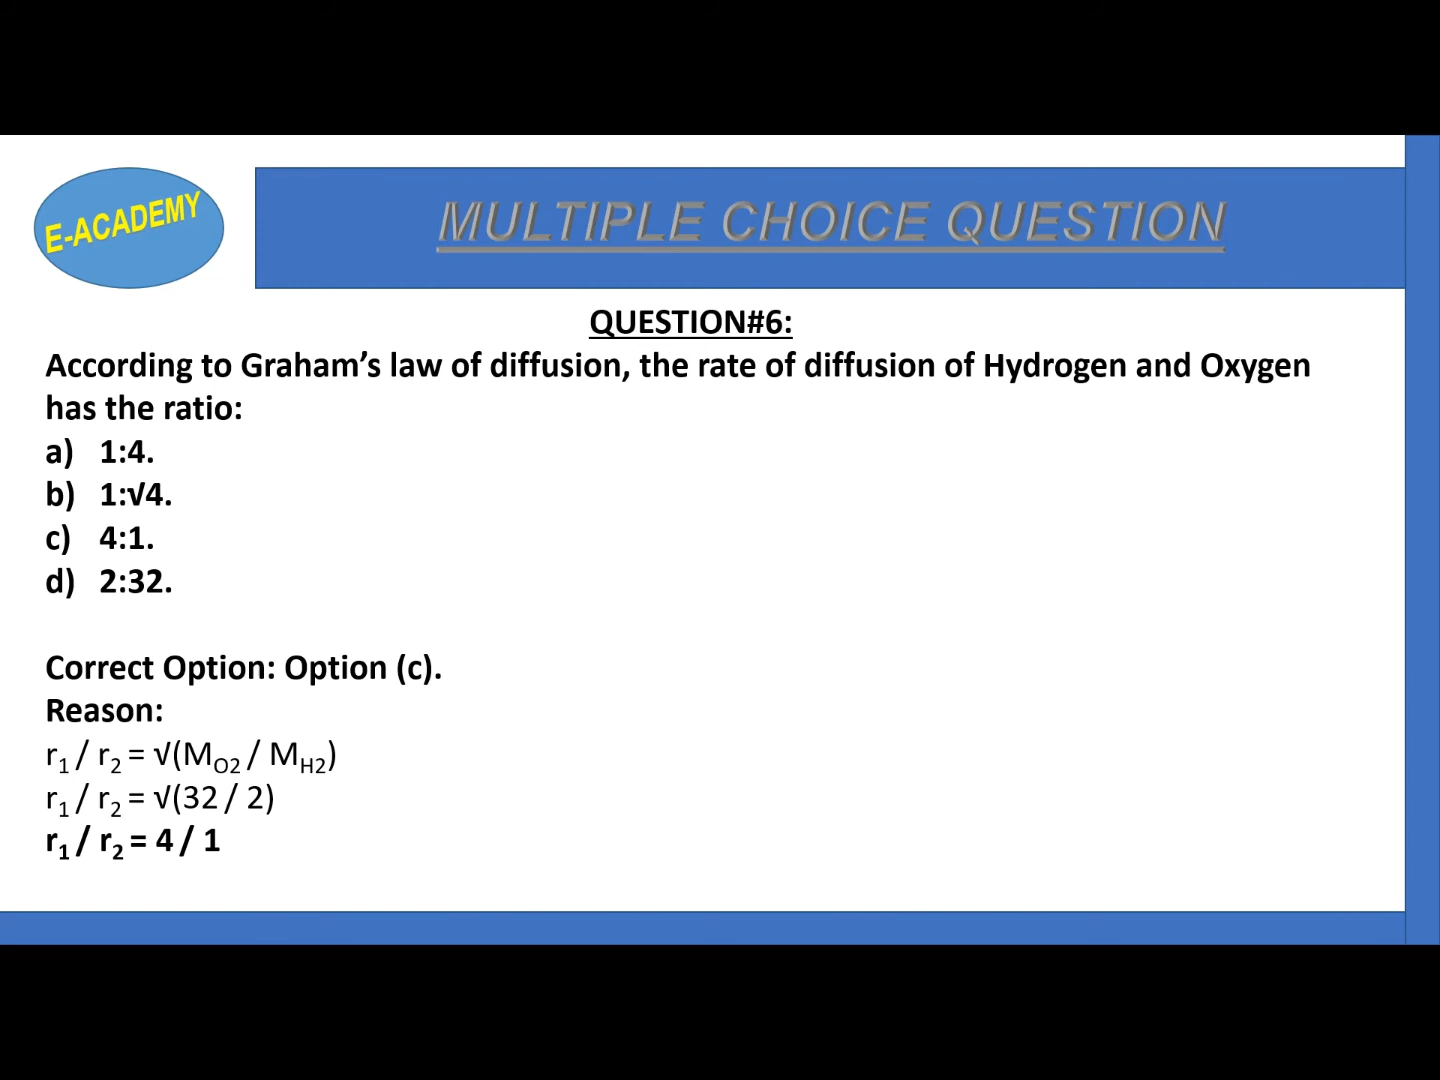 E-ACADEMY
MULTIPLE CHOICE QUESTION
QUESTION#6:
According to Graham’s law of diffusion, the rate of diffusion of Hydrogen and Oxygen
has the ratio:
a) 1:4.
b) 1:√4.
c) 4:1.
d) 2:32.
Correct Option: Option (c).
Reason:
r₁ / r₂ = √(M_O2 / M_H2)
r₁ / r₂ = √(32 / 2)
r₁ / r₂ = 4 / 1